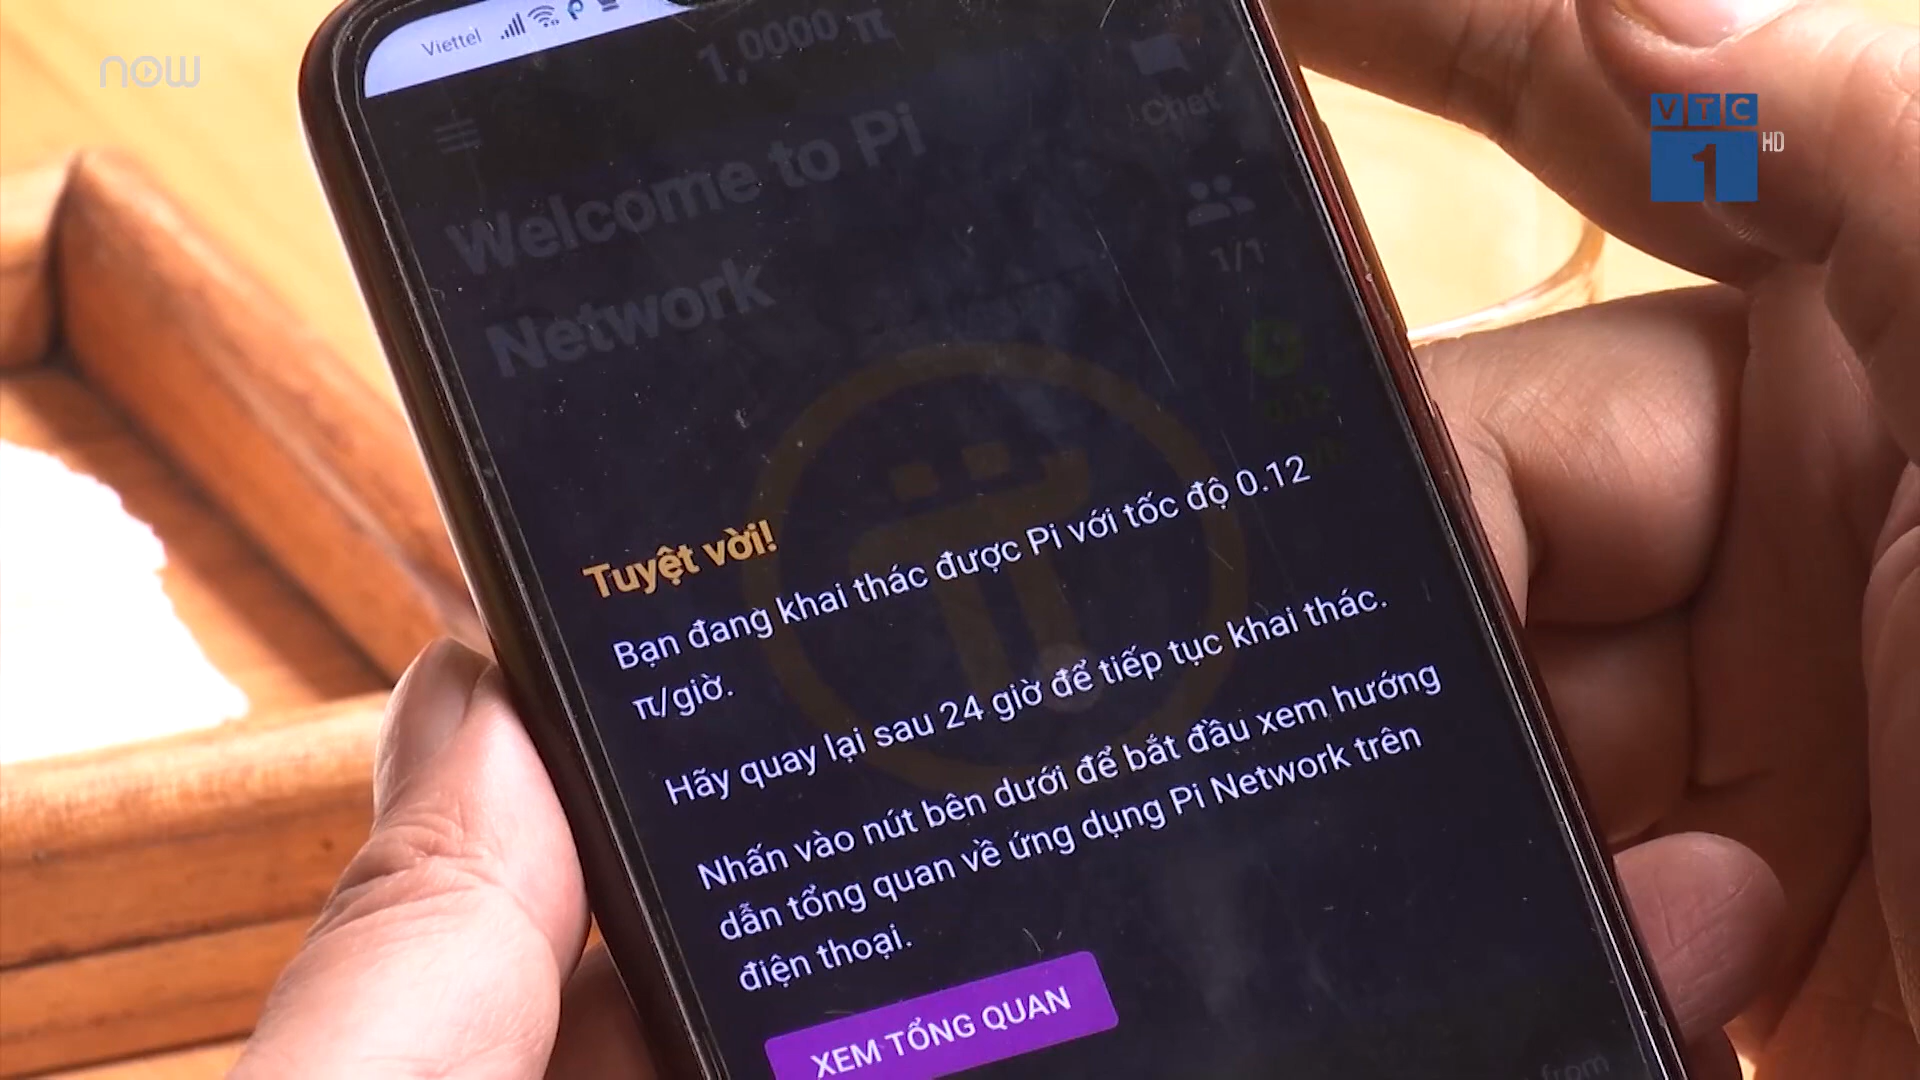 now
VTC
1 HD
Viettel
1,0000 π
Chat
Welcome to Pi
Network
1/1
Tuyệt vời!
Bạn đang khai thác được Pi với tốc độ 0.12
π/giờ.
Hãy quay lại sau 24 giờ để tiếp tục khai thác.
Nhấn vào nút bên dưới để bắt đầu xem hướng
dẫn tổng quan về ứng dụng Pi Network trên
điện thoại.
XEM TỔNG QUAN
from